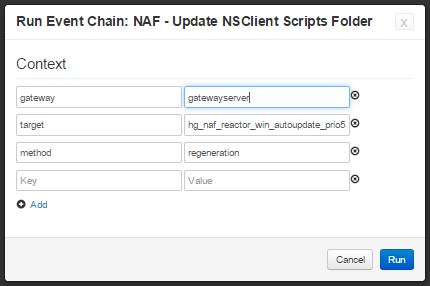 Run Event Chain: NAF - Update NSClient Scripts Folder
x
Context
gateway gatewayserver
target hg_naf_reactor_win_autoupdate_prio5
method regeneration
Key Value
Add
Cancel Run